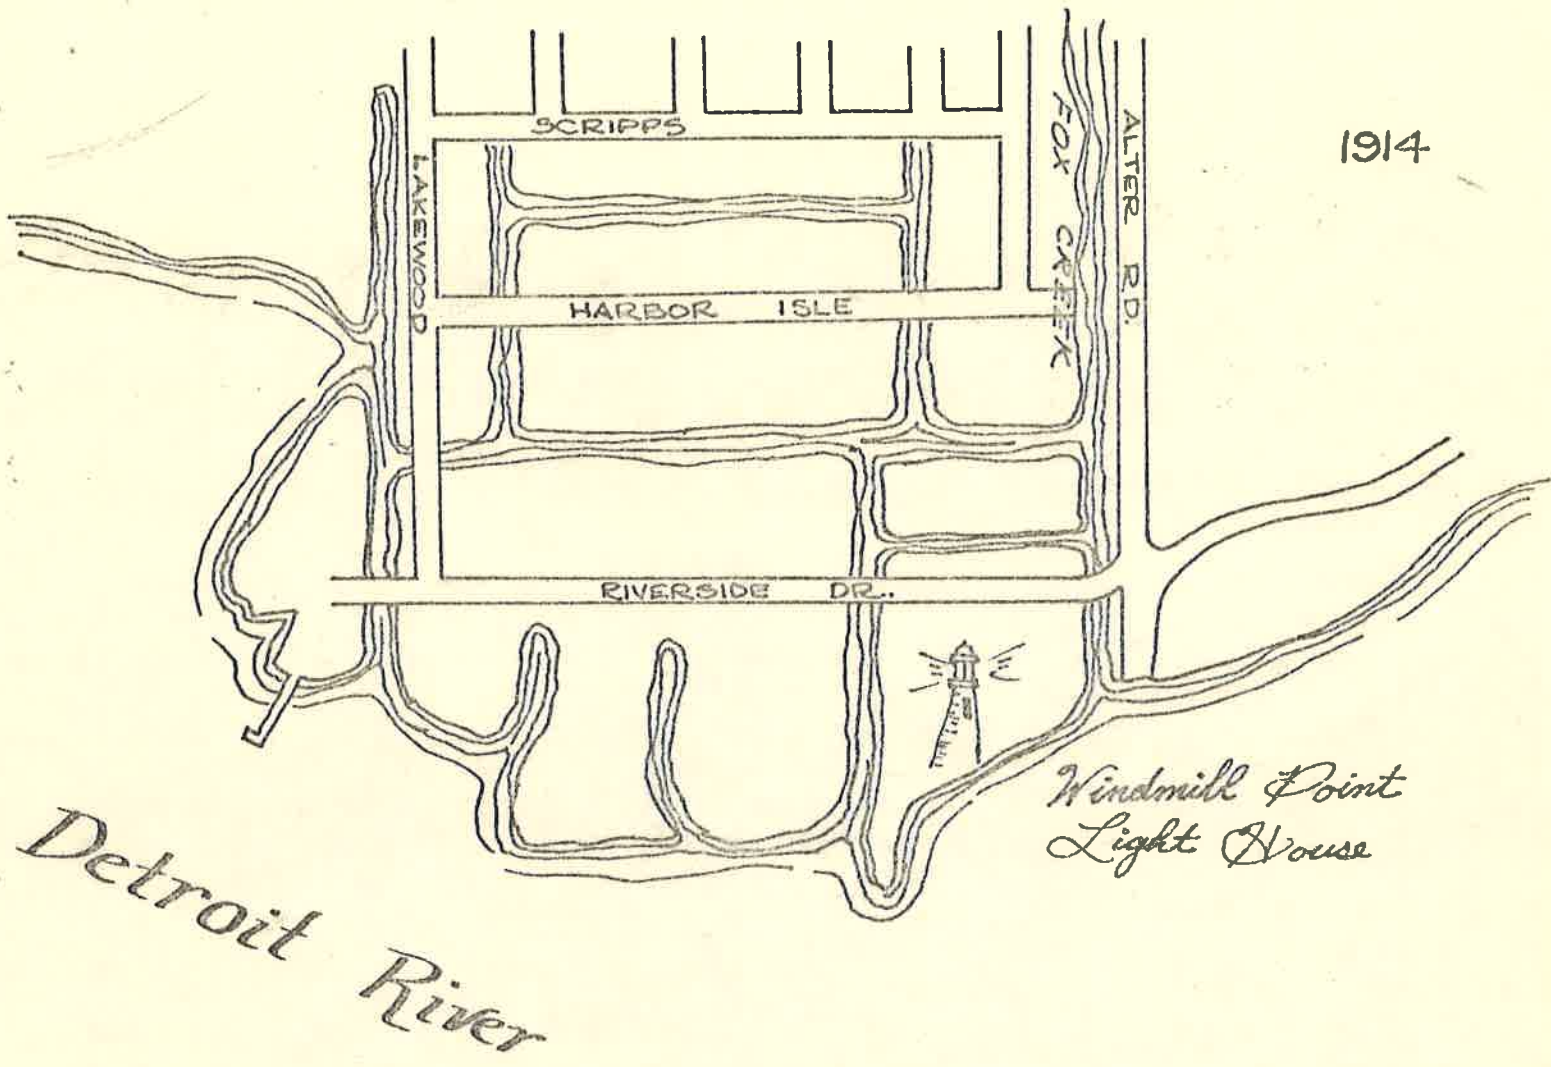 SCRIPPS
LAKEWOOD
FOX CREEK
ALTER RD.
1914
HARBOR ISLE
RIVERSIDE DR..
Windmill Point
Light House
Detroit River